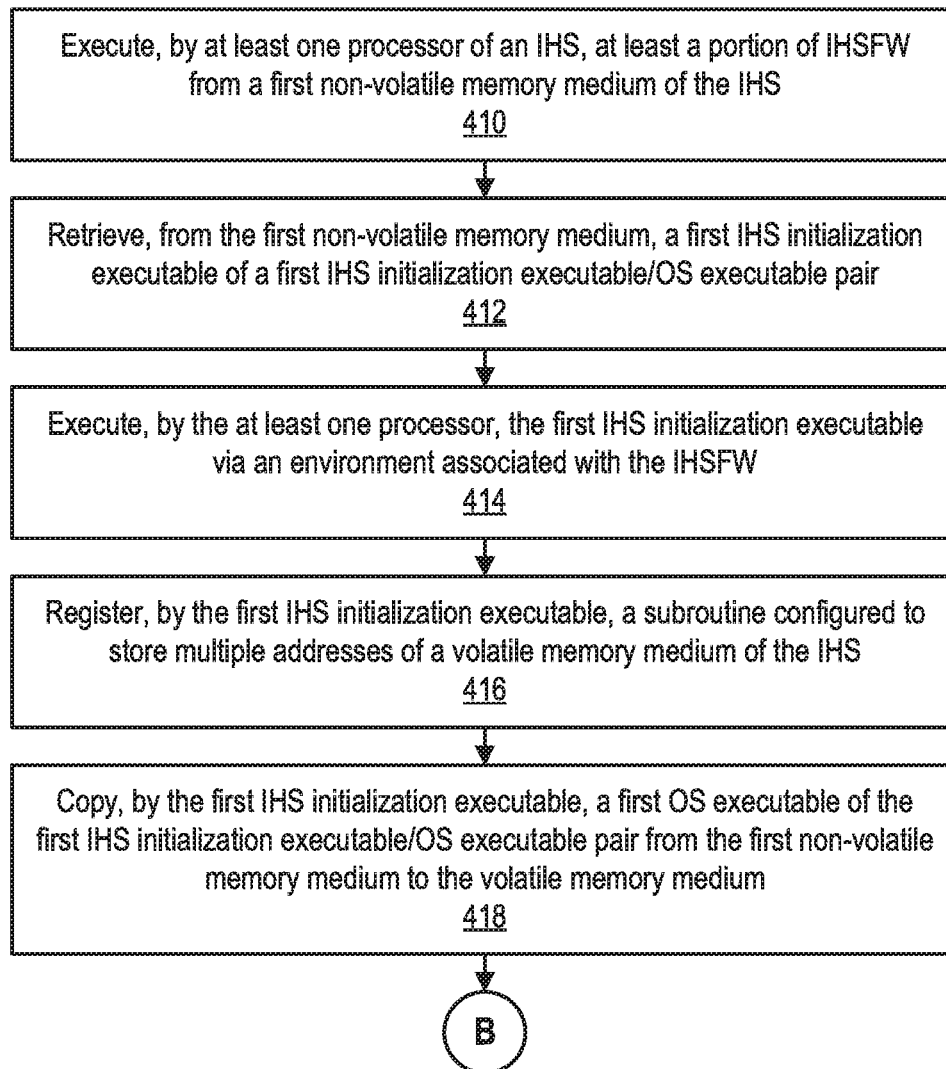 Execute, by at least one processor of an IHS, at least a portion of IHSFW
from a first non-volatile memory medium of the IHS
410
Retrieve, from the first non-volatile memory medium, a first IHS initialization
executable of a first IHS initialization executable/OS executable pair
412
Execute, by the at least one processor, the first IHS initialization executable
via an environment associated with the IHSFW
414
Register, by the first IHS initialization executable, a subroutine configured to
store multiple addresses of a volatile memory medium of the IHS
416
Copy, by the first IHS initialization executable, a first OS executable of the
first IHS initialization executable/OS executable pair from the first non-volatile
memory medium to the volatile memory medium
418
B